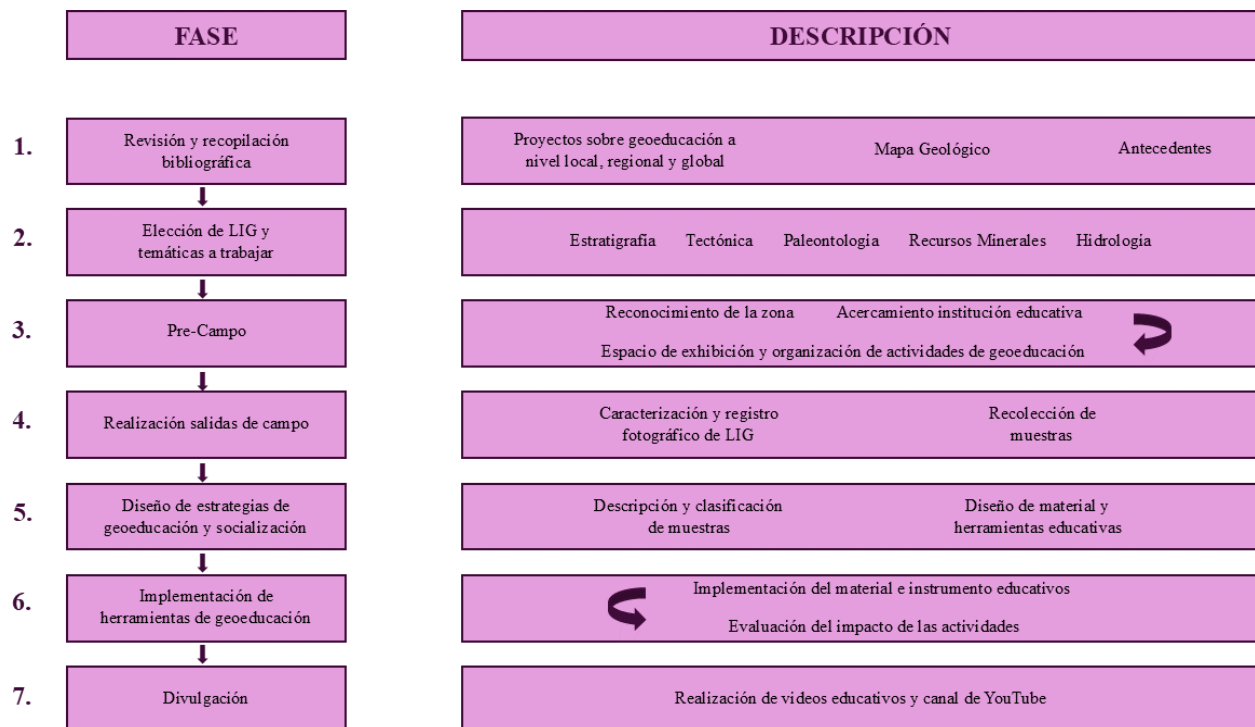 FASE
DESCRIPCIÓN
1.
Revisión y recopilación
bibliográfica
Proyectos sobre geoeducación a
nivel local, regional y global
Mapa Geológico
Antecedentes
2.
Elección de LIG y
temáticas a trabajar
Estratigrafía
Tectónica
Paleontología
Recursos Minerales
Hidrología
3.
Pre-Campo
Reconocimiento de la zona
Acercamiento institución educativa
Espacio de exhibición y organización de actividades de geoeducación
4.
Realización salidas de campo
Caracterización y registro
fotográfico de LIG
Recolección de
muestras
5.
Diseño de estrategias de
geoeducación y socialización
Descripción y clasificación
de muestras
Diseño de material y
herramientas educativas
6.
Implementación de
herramientas de geoeducación
Implementación del material e instrumento educativos
Evaluación del impacto de las actividades
7.
Divulgación
Realización de videos educativos y canal de YouTube